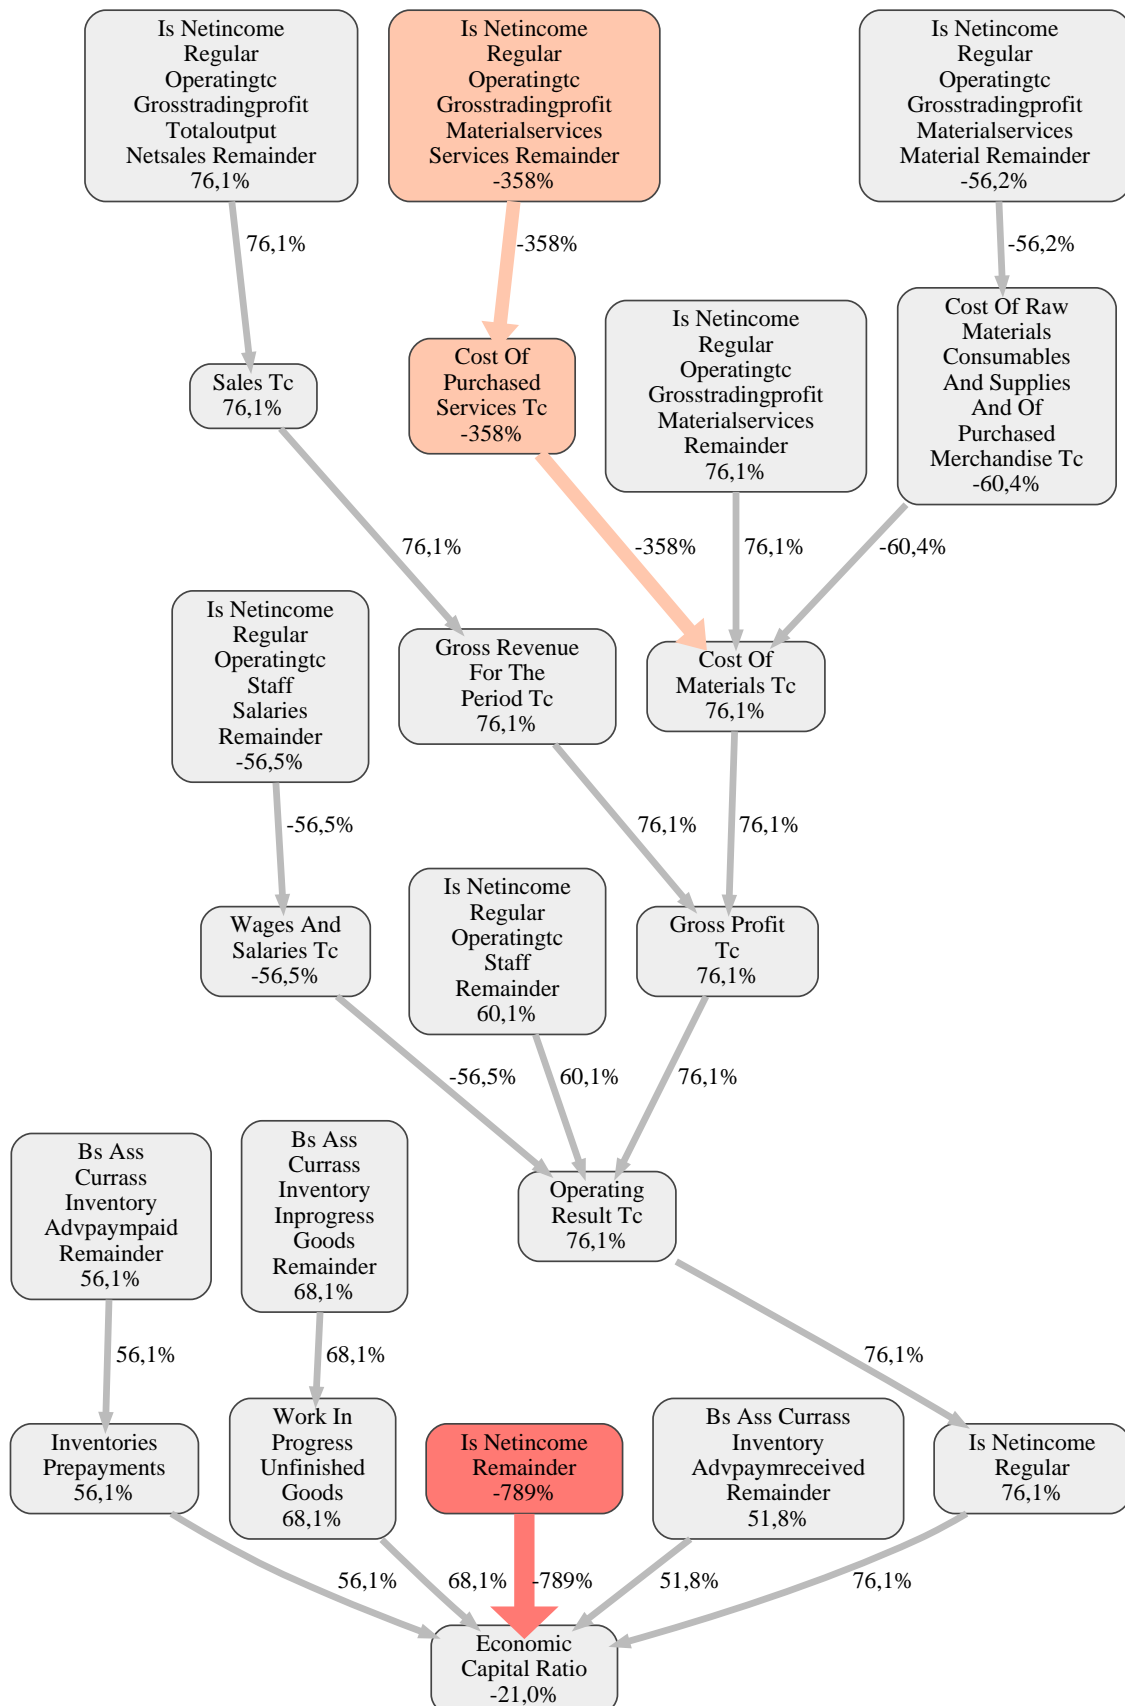 Is Netincome
Regular
Operatingtc
Grosstradingprofit
Totaloutput
Netsales Remainder
76,1%
Is Netincome
Regular
Operatingtc
Grosstradingprofit
Materialservices
Services Remainder
-358%
Is Netincome
Regular
Operatingtc
Grosstradingprofit
Materialservices
Material Remainder
-56,2%
76,1%
-358%
-56,2%
Sales Tc
76,1%
Cost Of
Purchased
Services Tc
-358%
Is Netincome
Regular
Operatingtc
Grosstradingprofit
Materialservices
Remainder
76,1%
Cost Of Raw
Materials
Consumables
And Supplies
And Of
Purchased
Merchandise Tc
-60,4%
76,1%
-358%
76,1%
-60,4%
Is Netincome
Regular
Operatingtc
Staff
Salaries
Remainder
-56,5%
Gross Revenue
For The
Period Tc
76,1%
Cost Of
Materials Tc
76,1%
-56,5%
76,1%
76,1%
Wages And
Salaries Tc
-56,5%
Is Netincome
Regular
Operatingtc
Staff
Remainder
60,1%
Gross Profit
Tc
76,1%
-56,5%
60,1%
76,1%
Bs Ass
Currass
Inventory
Advpaympaid
Remainder
56,1%
Bs Ass
Currass
Inventory
Inprogress
Goods
Remainder
68,1%
Operating
Result Tc
76,1%
56,1%
68,1%
76,1%
Inventories
Prepayments
56,1%
Work In
Progress
Unfinished
Goods
68,1%
Is Netincome
Remainder
-789%
Bs Ass Currass
Inventory
Advpaymreceived
Remainder
51,8%
Is Netincome
Regular
76,1%
56,1%
68,1%
-789%
51,8%
76,1%
Economic
Capital Ratio
-21,0%